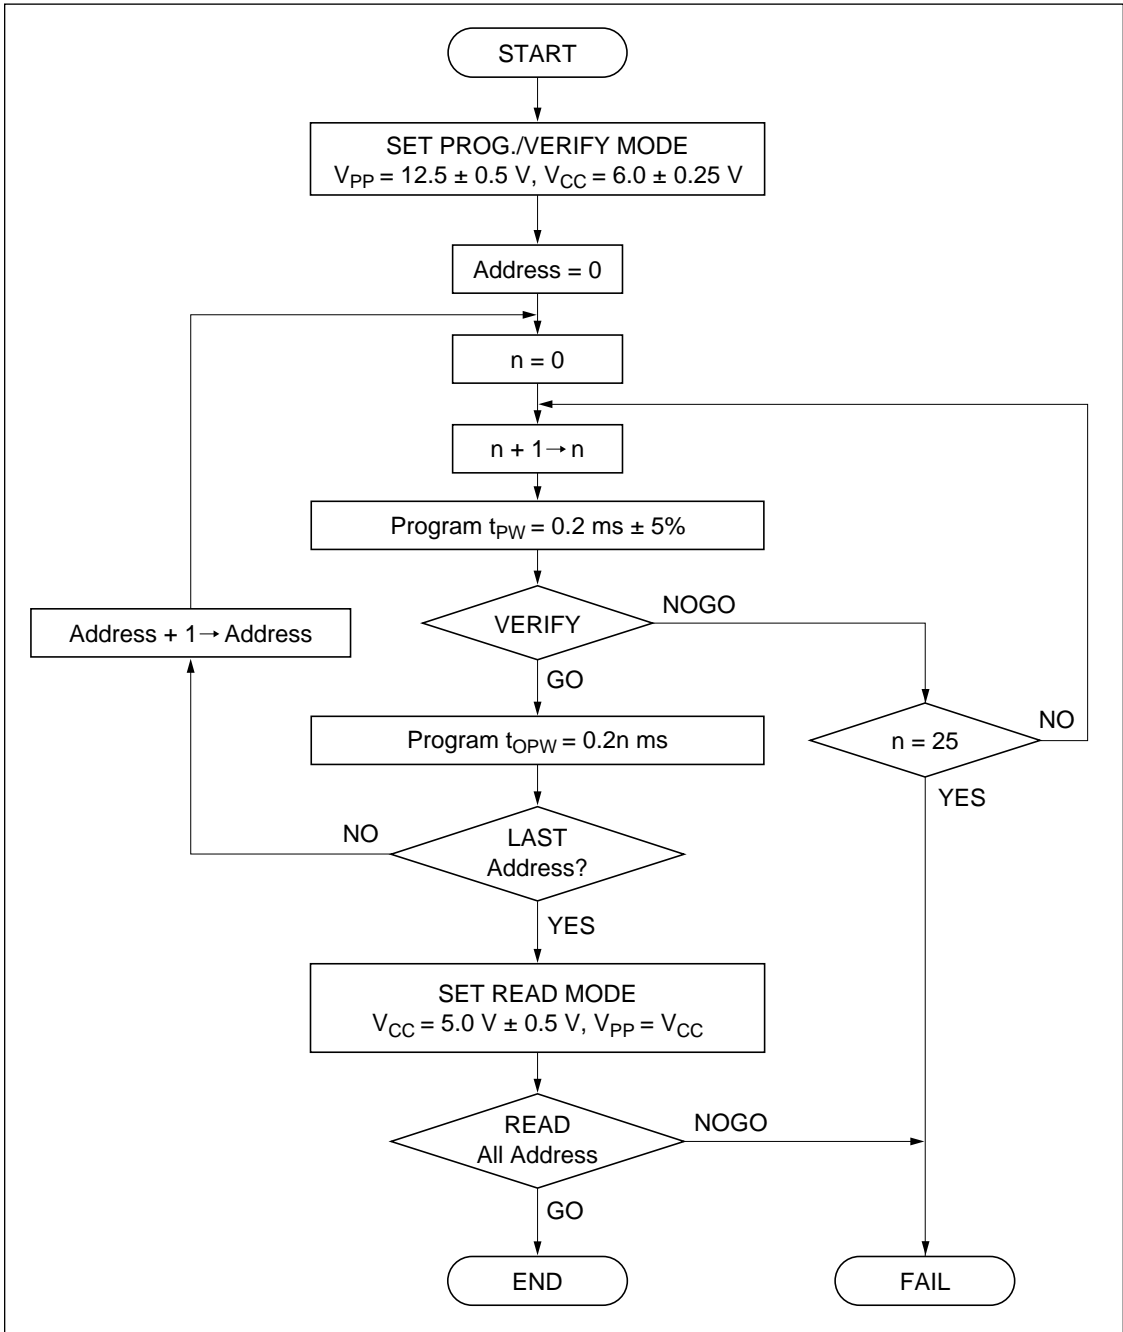 START
SET PROG./VERIFY MODE
VPP = 12.5 ± 0.5 V, VCC = 6.0 ± 0.25 V
Address = 0
n = 0
n + 1→ n
Program tPW = 0.2 ms ± 5%
VERIFY
NOGO
GO
Address + 1→ Address
Program tOPW = 0.2n ms
n = 25
NO
YES
LAST
Address?
NO
YES
SET READ MODE
VCC = 5.0 V ± 0.5 V, VPP = VCC
READ
All Address
NOGO
GO
END
FAIL